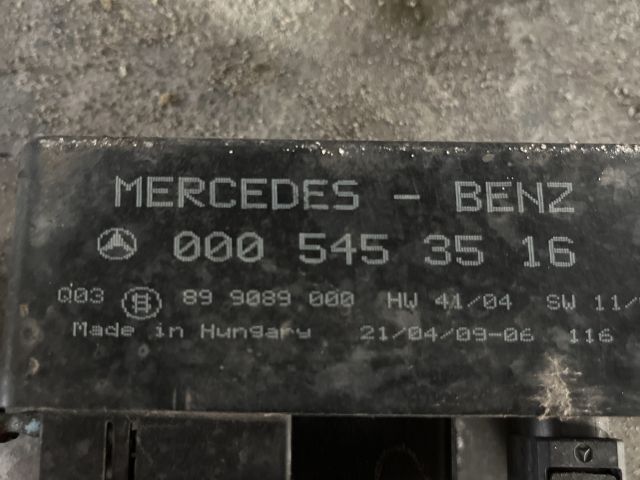 MERCEDES - BENZ
000 545 35 16
Q03 89 9089 000 HW 41/04 SW 11/
Made in Hungary 21/04/09-06 116